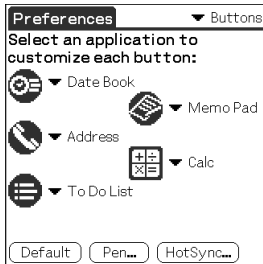 Preferences Buttons
Select an application to
customize each button:
Date Book
Memo Pad
Address
Calc
To Do List
Default Pen... HotSync...